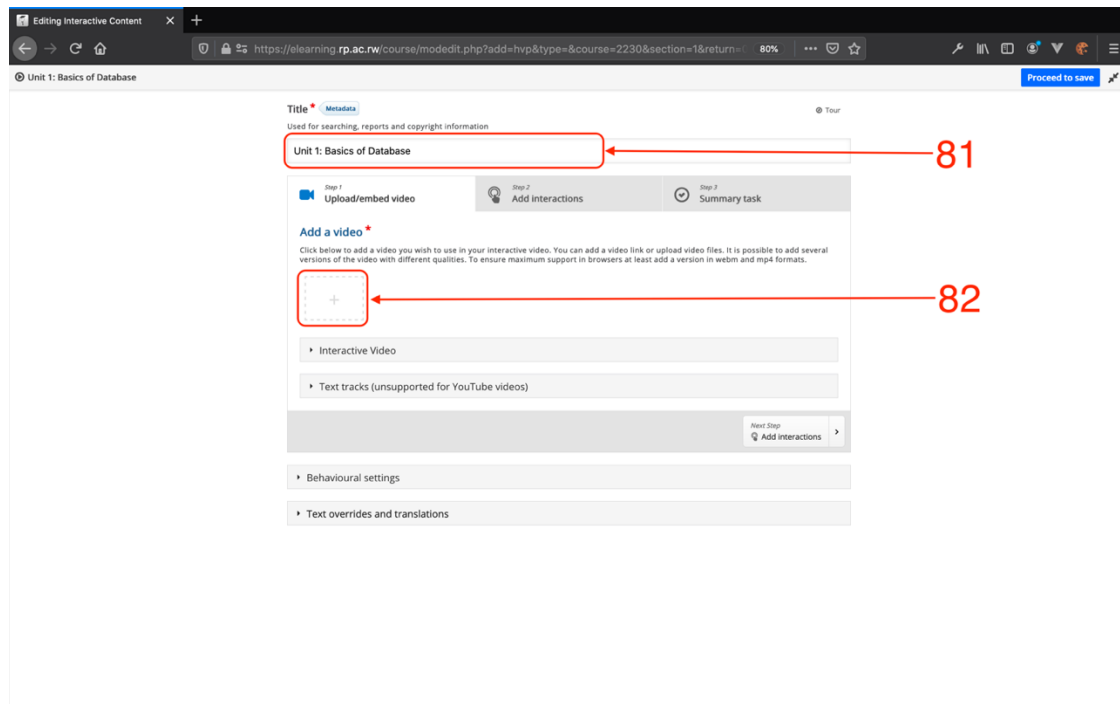 Editing Interactive Content
https://elearning.rp.ac.rw/course/modedit.php?add=hvp&type=&course=2230&section=1&return=0 80%
Unit 1: Basics of Database Proceed to save
Title * Metadata Tour
Used for searching, reports and copyright information
Unit 1: Basics of Database 81
Step 1 Step 2 Step 3
Upload/embed video Add interactions Summary task
Add a video *
Click below to add a video you wish to use in your interactive video. You can add a video link or upload video files. It is possible to add several
versions of the video with different qualities. To ensure maximum support in browsers at least add a version in webm and mp4 formats.
+ 82
Interactive Video
Text tracks (unsupported for YouTube videos)
Next Step
Add interactions
Behavioural settings
Text overrides and translations